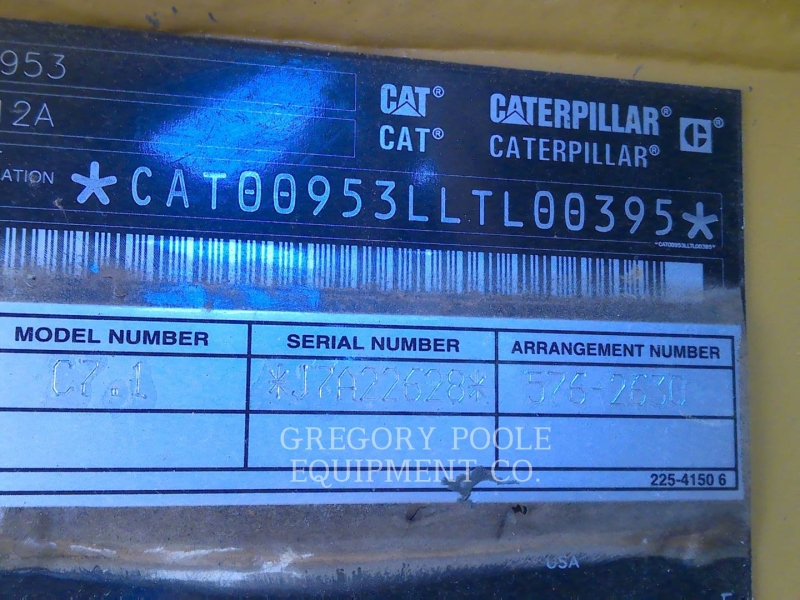 953
CAT® CATERPILLAR® C®
12A
CAT® CATERPILLAR®
ATION *CAT00953LLTL00395*
*CAT00953LLTL00395*
MODEL NUMBER SERIAL NUMBER ARRANGEMENT NUMBER
C7.1 *J7A22628* 576-2630
GREGORY POOLE
EQUIPMENT CO.
225-4150 6
USA